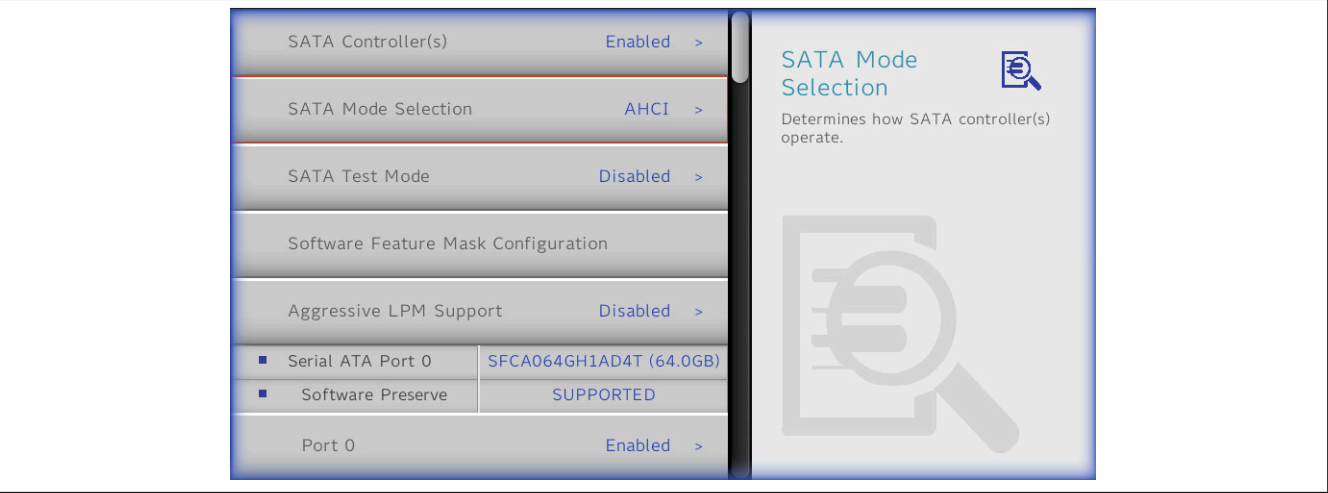 SATA Controller(s) Enabled >
SATA Mode Selection AHCI >
SATA Test Mode Disabled >
Software Feature Mask Configuration
Aggressive LPM Support Disabled >
Serial ATA Port 0 SFCA064GH1AD4T (64.0GB)
Software Preserve SUPPORTED
Port 0 Enabled >
SATA Mode
Selection
Determines how SATA controller(s)
operate.